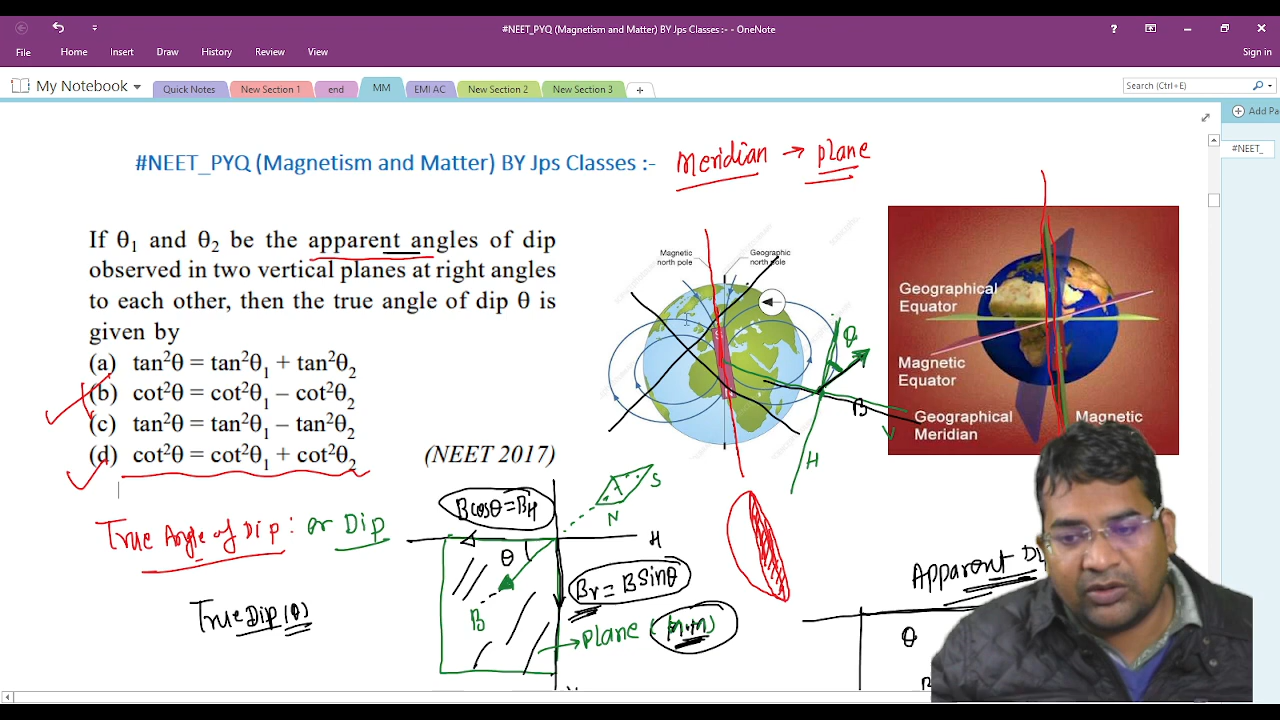 #NEET_PYQ (Magnetism and Matter) BY Jps Classes :- - OneNote
Sign in
File Home Insert Draw History Review View
My Notebook Quick Notes New Section 1 end MM EMI AC New Section 2 New Section 3 +
Search (Ctrl+E)
Add Pa
#NEET_
#NEET_PYQ (Magnetism and Matter) BY Jps Classes :-
Meridian → plane
If θ₁ and θ₂ be the apparent angles of dip
observed in two vertical planes at right angles
to each other, then the true angle of dip θ is
given by
(a) tan²θ = tan²θ₁ + tan²θ₂
(b) cot²θ = cot²θ₁ – cot²θ₂
(c) tan²θ = tan²θ₁ – tan²θ₂
(d) cot²θ = cot²θ₁ + cot²θ₂
(NEET 2017)
Magnetic
north pole
Geographic
north pole
S
θ
B
V
H
Geographical
Equator
Magnetic
Equator
Geographical
Meridian
Magnetic
True Angle of Dip : or Dip
True Dip (θ)
B cosθ = BH
S
N
H
θ
B
Bv = B sinθ
plane (m.m)
Apparent Di
θ
B